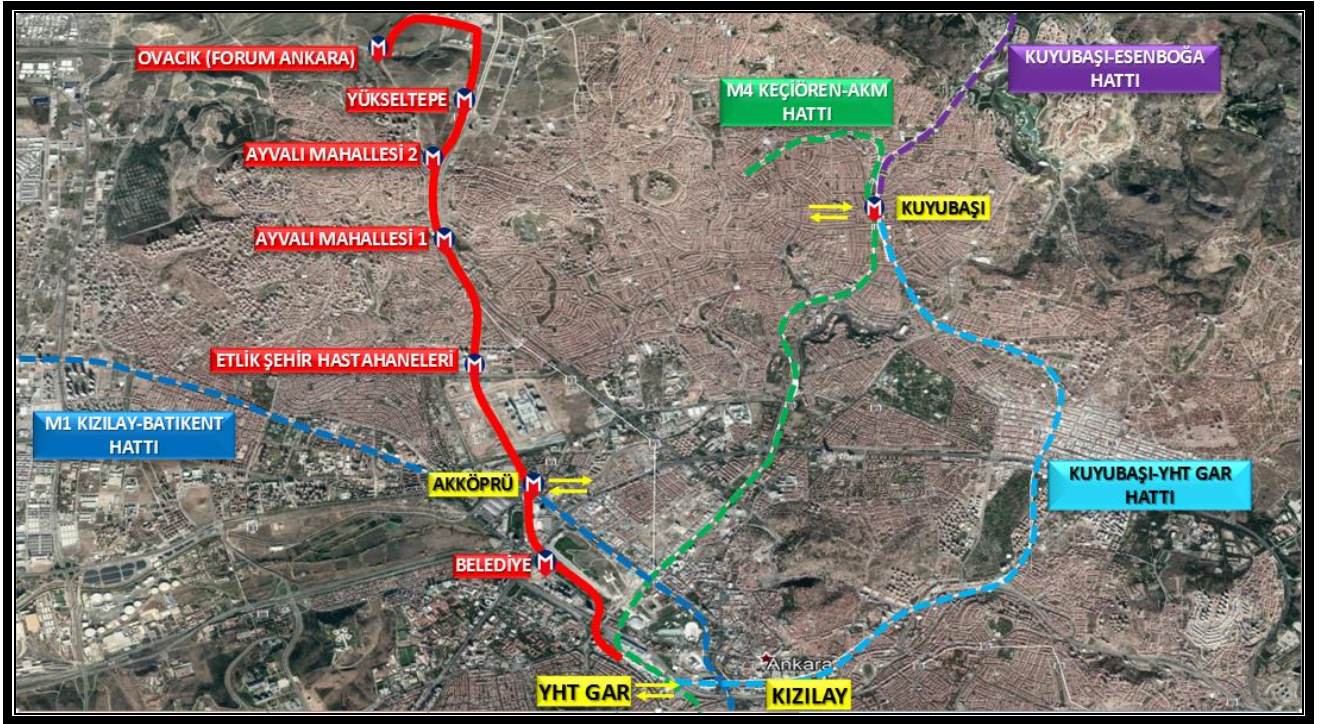 OVACIK (FORUM ANKARA)
YÜKSELTEPE
AYVALI MAHALLESİ 2
AYVALI MAHALLESİ 1
ETLİK ŞEHİR HASTAHANELERİ
M1 KIZILAY-BATIKENT
HATTI
AKKÖPRÜ
BELEDİYE
YHT GAR
KIZILAY
Ankara
M4 KEÇİÖREN-AKM
HATTI
KUYUBAŞI-ESENBOĞA
HATTI
KUYUBAŞI
KUYUBAŞI-YHT GAR
HATTI
M
M
M
M
M
M
M
M